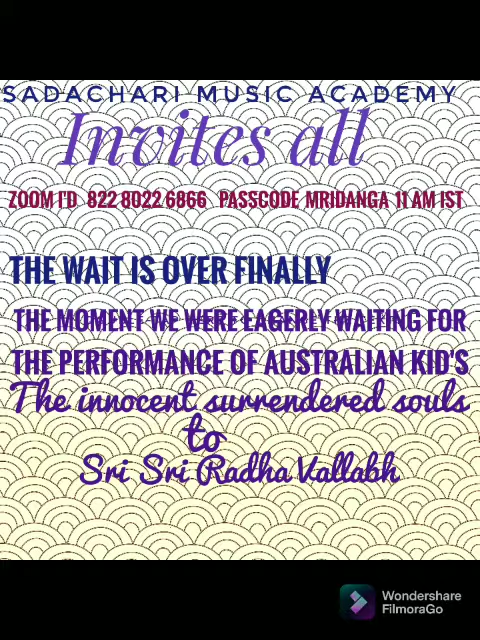 SADACHARI MUSIC ACADEMY
Invites all
ZOOM I'D 822 8022 6866 PASSCODE MRIDANGA 11 AM IST
THE WAIT IS OVER FINALLY
THE MOMENT WE WERE EAGERLY WAITING FOR
THE PERFORMANCE OF AUSTRALIAN KID'S
The innocent surrendered souls
to
Sri Sri Radha Vallabh
Wondershare
FilmoraGo